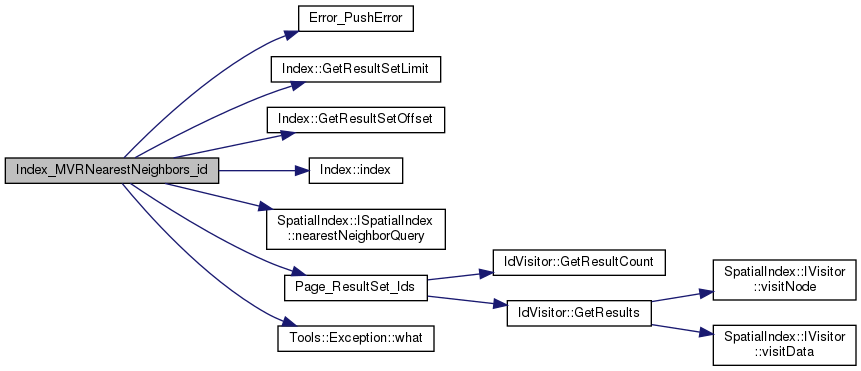 Error_PushError
Index::GetResultSetLimit
Index::GetResultSetOffset
Index_MVRNearestNeighbors_id
Index::index
SpatialIndex::ISpatialIndex
::nearestNeighborQuery
Page_ResultSet_Ids
Tools::Exception::what
IdVisitor::GetResultCount
IdVisitor::GetResults
SpatialIndex::IVisitor
::visitNode
SpatialIndex::IVisitor
::visitData